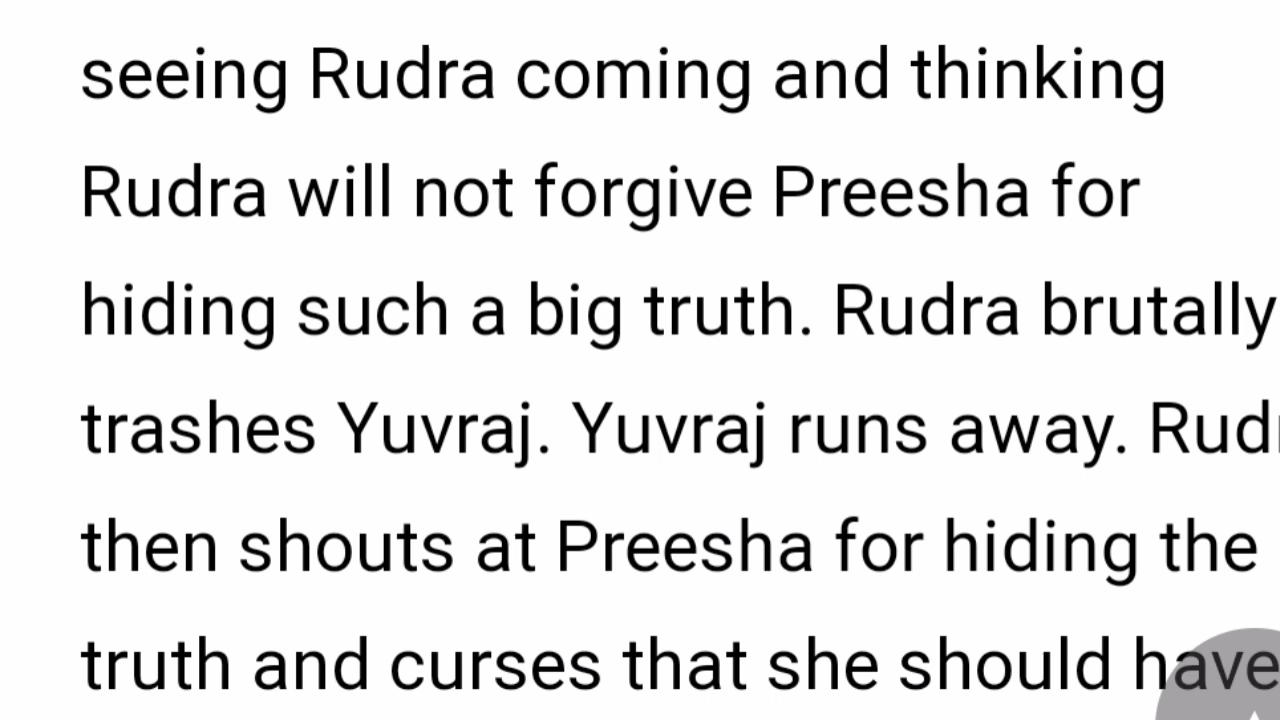 seeing Rudra coming and thinking
Rudra will not forgive Preesha for
hiding such a big truth. Rudra brutally
trashes Yuvraj. Yuvraj runs away.
then shouts at Preesha for hiding the
truth and curses that she should have